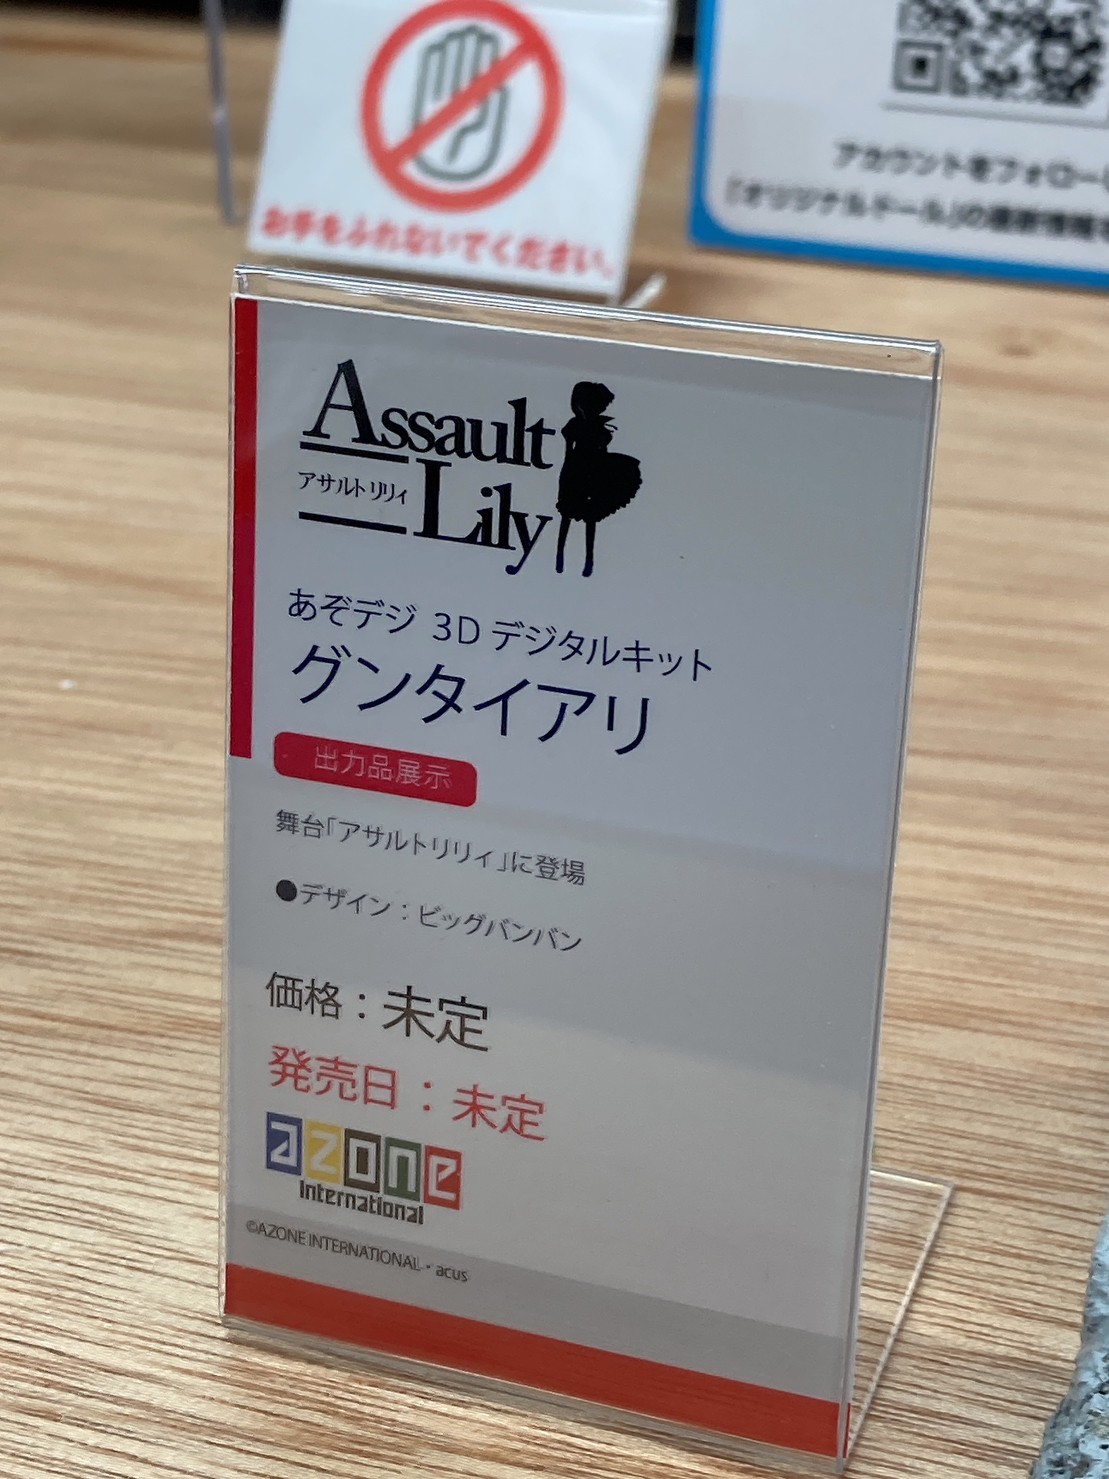 お手をふれないでください。
アカウントをフォロー
「オリジナルドール」の最新情報
Assault
アサルトリリィ
Lily
あぞデジ 3Dデジタルキット
グンタイアリ
出力品展示
舞台「アサルトリリィ」に登場
●デザイン：ビッグバンバン
価格：未定
発売日：未定
azone
international
©AZONE INTERNATIONAL・acus